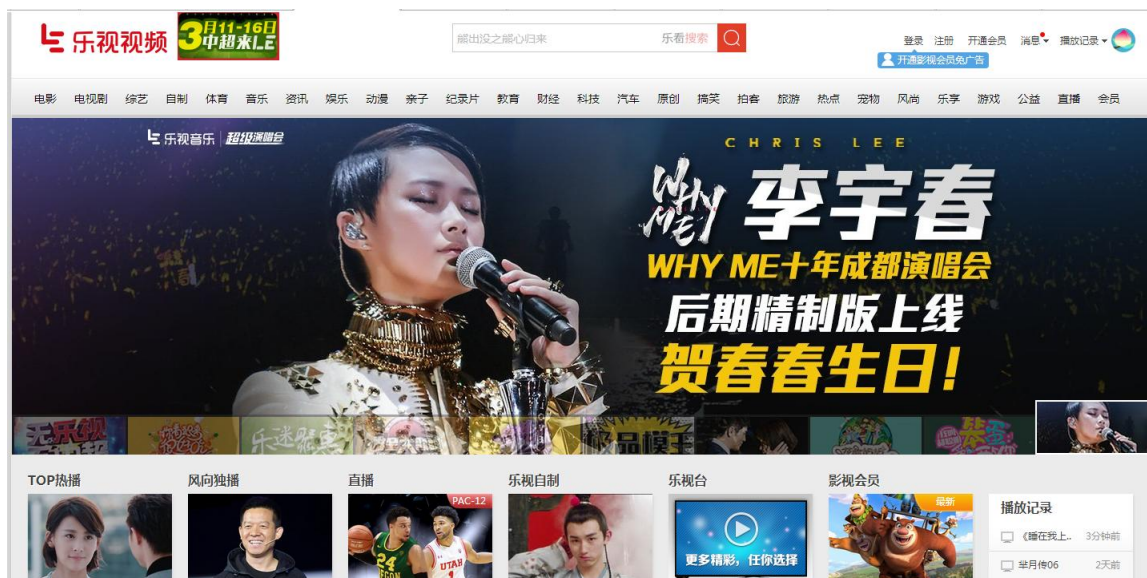 乐视视频
3月11-16日
中超来LE
熊出没之熊心归来
乐看搜索
登录 注册 开通会员 消息 播放记录
开通影视会员免广告
电影 电视剧 综艺 自制 体育 音乐 资讯 娱乐 动漫 亲子 纪录片 教育 财经 科技 汽车 原创 搞笑 拍客 旅游 热点 宠物 风尚 乐享 游戏 公益 直播 会员
乐视音乐 超级演唱会
CHRIS LEE
WHY ME 李宇春
WHY ME十年成都演唱会
后期精制版上线
贺春春生日!
TOP热播 风向独播 直播 乐视自制 乐视台 影视会员
PAC-12
最新
播放记录
24
UTAH
更多精彩，任你选择
《睡在我上.. 3分钟前
芈月传06 2天前